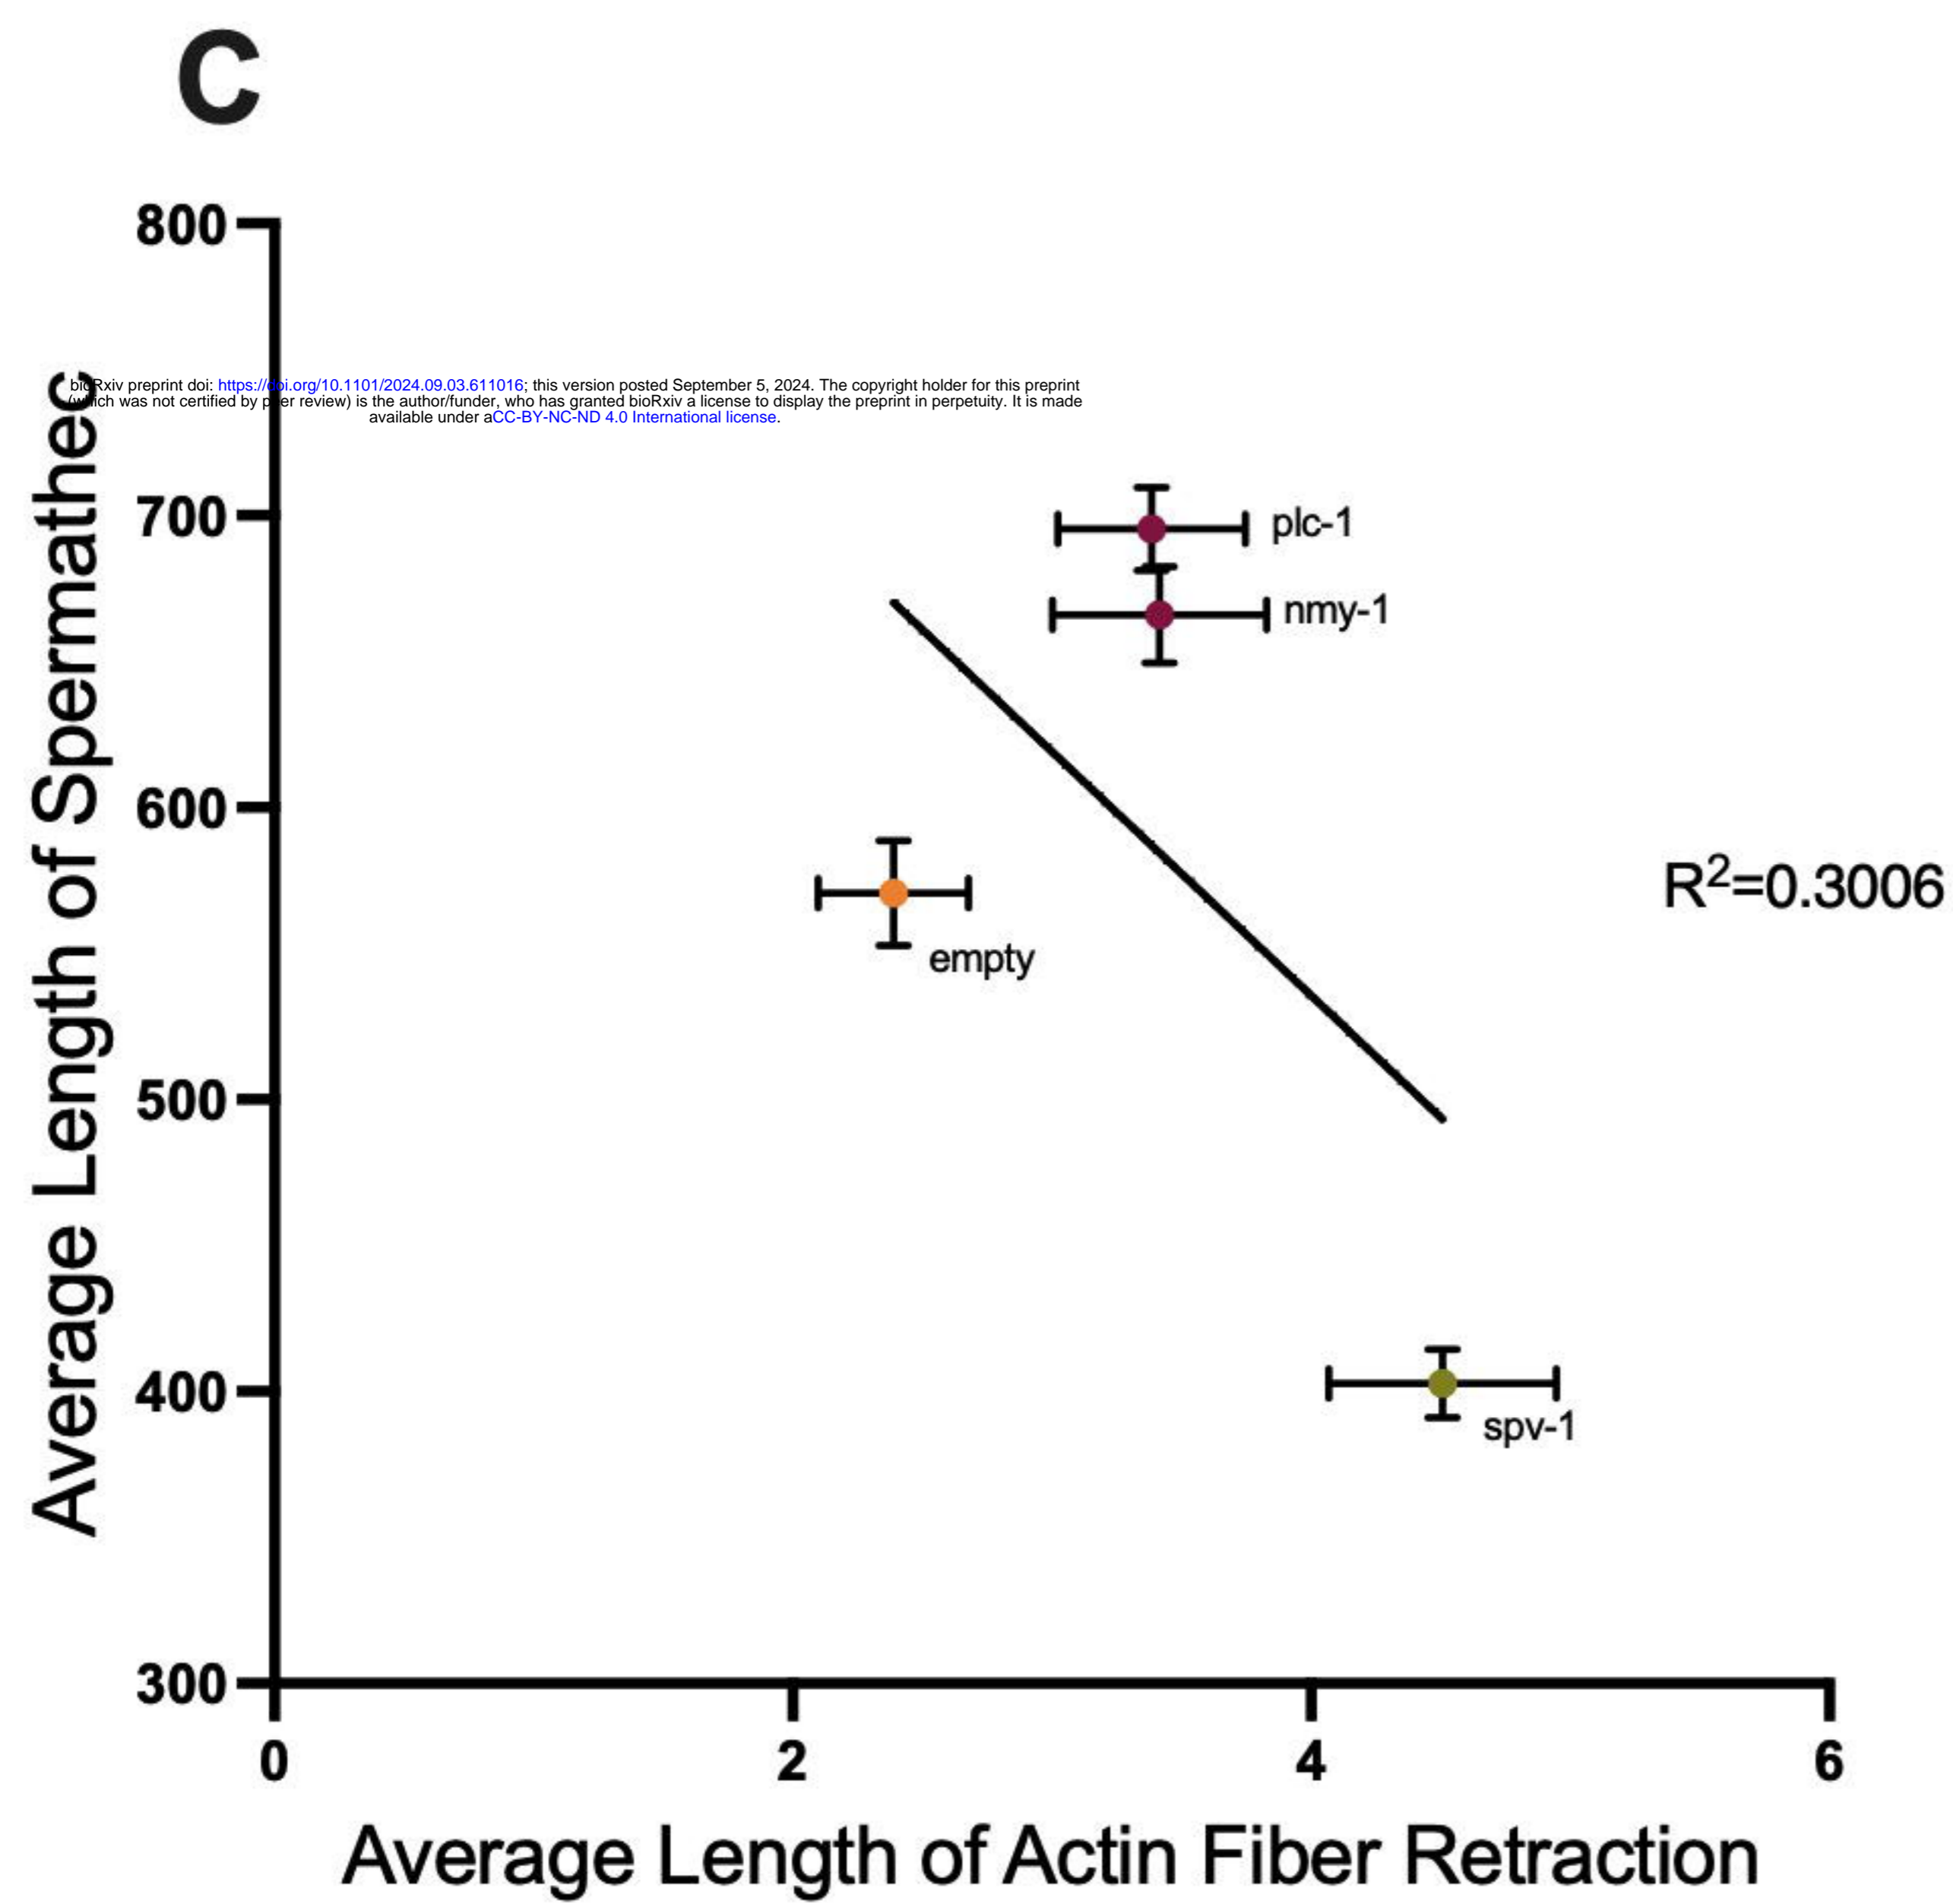 C
800
bioRxiv preprint doi: https://doi.org/10.1101/2024.09.03.611016; this version posted September 5, 2024. The copyright holder for this preprint
(which was not certified by peer review) is the author/funder, who has granted bioRxiv a license to display the preprint in perpetuity. It is made
available under aCC-BY-NC-ND 4.0 International license.
Average Length of Spermathec
700
plc-1
nmy-1
600
R²=0.3006
empty
500
400
spv-1
300
0 2 4 6
Average Length of Actin Fiber Retraction